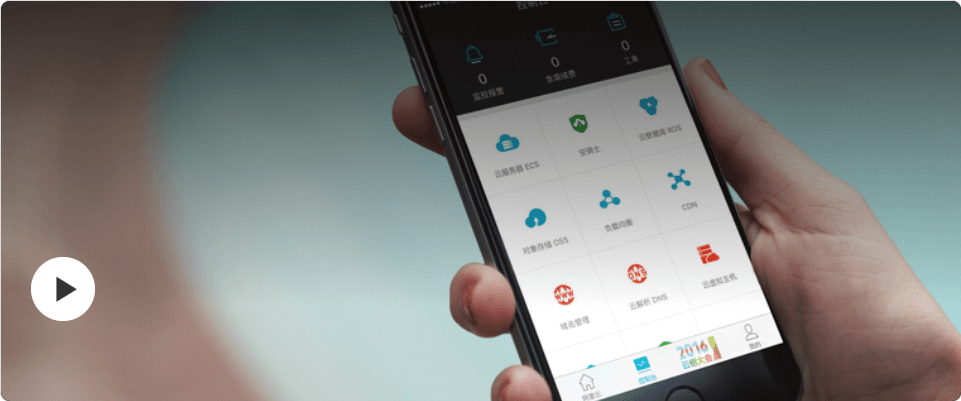 控制台
0
0
0
监控报警
急需续费
工单
云服务器 ECS
安骑士
云数据库 RDS
对象存储 OSS
负载均衡
CDN
WWW
DNS
域名管理
云解析 DNS
云虚拟主机
2016
云栖大会
阿里云
控制台
我的